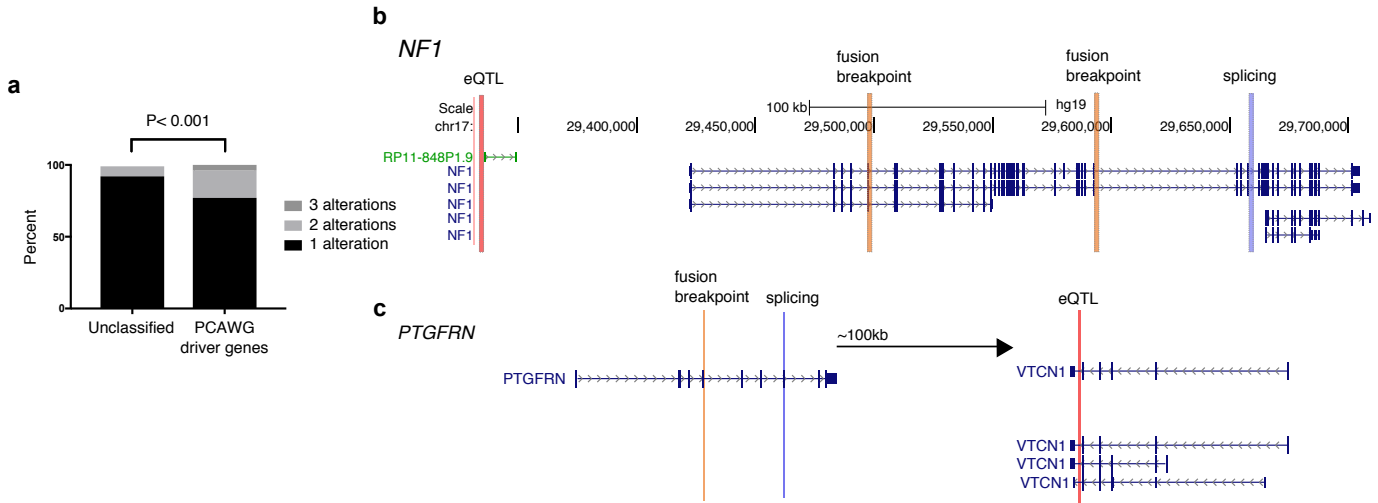 a
P< 0.001
100
50
0
Percent
Unclassified
PCAWG
driver genes
3 alterations
2 alterations
1 alteration
b
NF1
eQTL
fusion
breakpoint
fusion
breakpoint
splicing
Scale
100 kb
hg19
chr17:
29,400,000
29,450,000
29,500,000
29,550,000
29,600,000
29,650,000
29,700,000
RP11-848P1.9
NF1
NF1
NF1
NF1
NF1
c
PTGFRN
fusion
breakpoint
splicing
~100kb
eQTL
PTGFRN
VTCN1
VTCN1
VTCN1
VTCN1